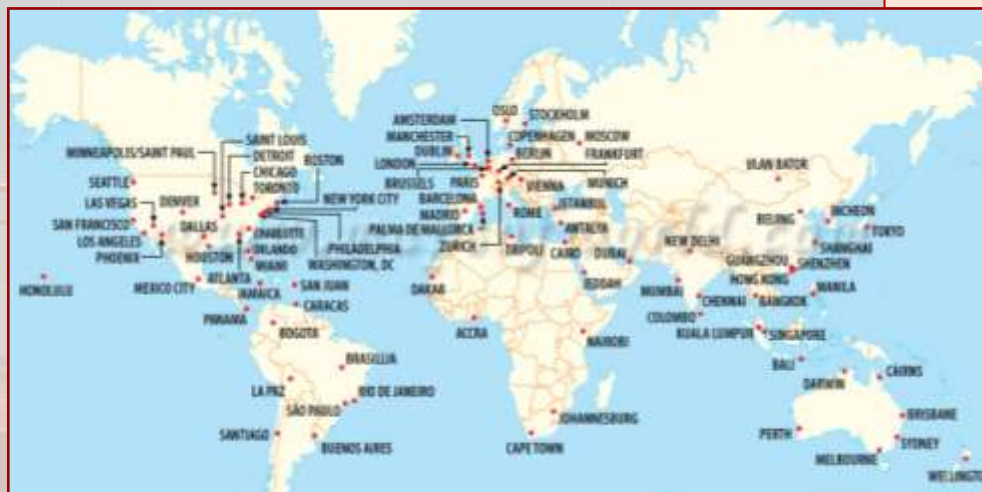 OSLO
STOCKHOLM
AMSTERDAM
MANCHESTER
COPENHAGEN
MOSCOW
DUBLIN
BERLIN
SAINT LOUIS
MINNEAPOLIS/SAINT PAUL
DETROIT
BOSTON
LONDON
FRANKFURT
CHICAGO
VLAN BATOR
SEATTLE
TORONTO
BRUSSELS
PARIS
VIENNA
MUNICH
LAS VEGAS
DENVER
NEW YORK CITY
BARCELONA
ROME
ISTANBUL
BEIJING
INCHEON
SAN FRANCISCO
DALLAS
MADRID
CHARLOTTE
PALMA DE MALLORCA
ANTALYA
TOKYO
LOS ANGELES
PHILADELPHIA
ZURICH
TRIPOLI
CAIRO
DUBAI
NEW DELHI
SHANGHAI
PHOENIX
HOUSTON
ORLANDO
WASHINGTON, DC
GUANGZHOU
SHENZHEN
MIAMI
ATLANTA
HONG KONG
HONOLULU
MEXICO CITY
JAMAICA
SAN JUAN
DAKAR
JEDDAH
MUMBAI
CHENNAI
BANGKOK
MANILA
PANAMA
CARACAS
COLOMBO
BOGOTA
ACCRA
NAIROBI
KUALA LUMPUR
SINGAPORE
BRASILLIA
BALI
CAIRNS
LA PAZ
RIO DE JANEIRO
DARWIN
SÃO PAULO
JOHANNESBURG
BRISBANE
SANTIAGO
BUENOS AIRES
CAPE TOWN
PERTH
SYDNEY
MELBOURNE
WELLINGTON